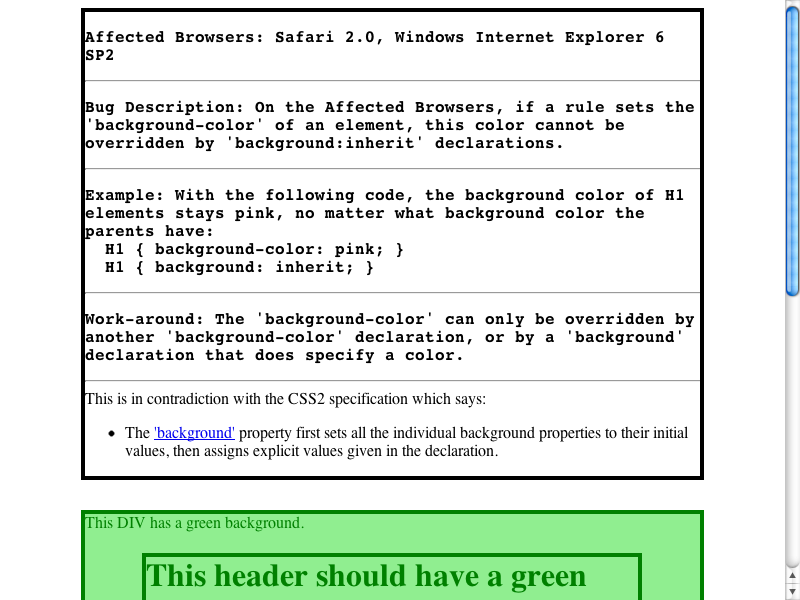 Affected Browsers: Safari 2.0, Windows Internet Explorer 6
SP2
Bug Description: On the Affected Browsers, if a rule sets the
'background-color' of an element, this color cannot be
overridden by 'background:inherit' declarations.
Example: With the following code, the background color of H1
elements stays pink, no matter what background color the
parents have:
H1 { background-color: pink; }
H1 { background: inherit; }
Work-around: The 'background-color' can only be overridden by
another 'background-color' declaration, or by a 'background'
declaration that does specify a color.
This is in contradiction with the CSS2 specification which says:
• The 'background' property first sets all the individual background properties to their initial
values, then assigns explicit values given in the declaration.
This DIV has a green background.
This header should have a green